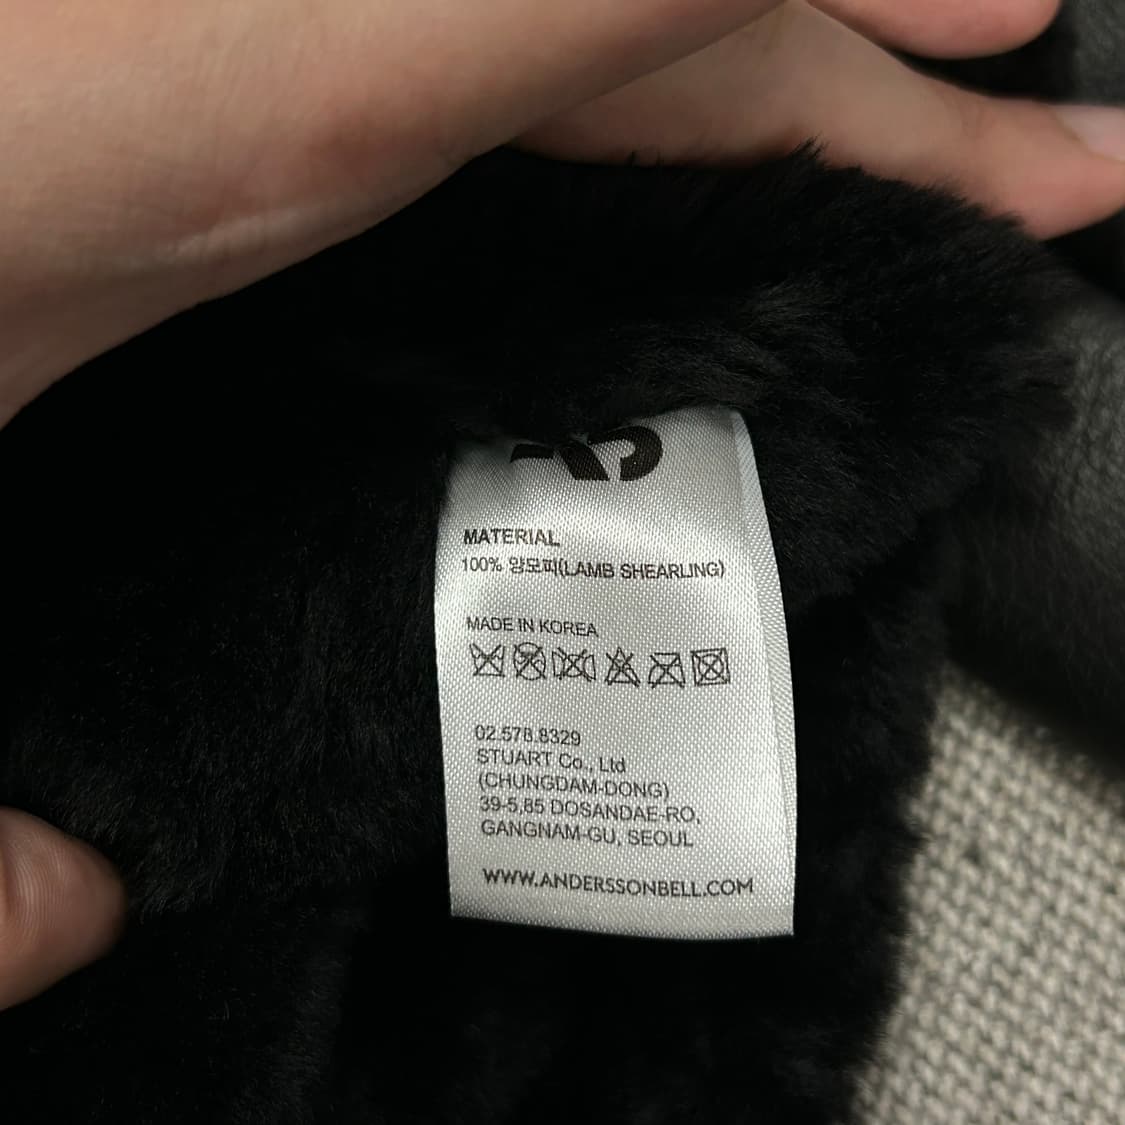 MATERIAL
100% 양모피(LAMB SHEARLING)
MADE IN KOREA
02.578.8329
STUART Co., Ltd
(CHUNGDAM-DONG)
39-5,85 DOSANDAE-RO,
GANGNAM-GU, SEOUL
WWW.ANDERSSONBELL.COM